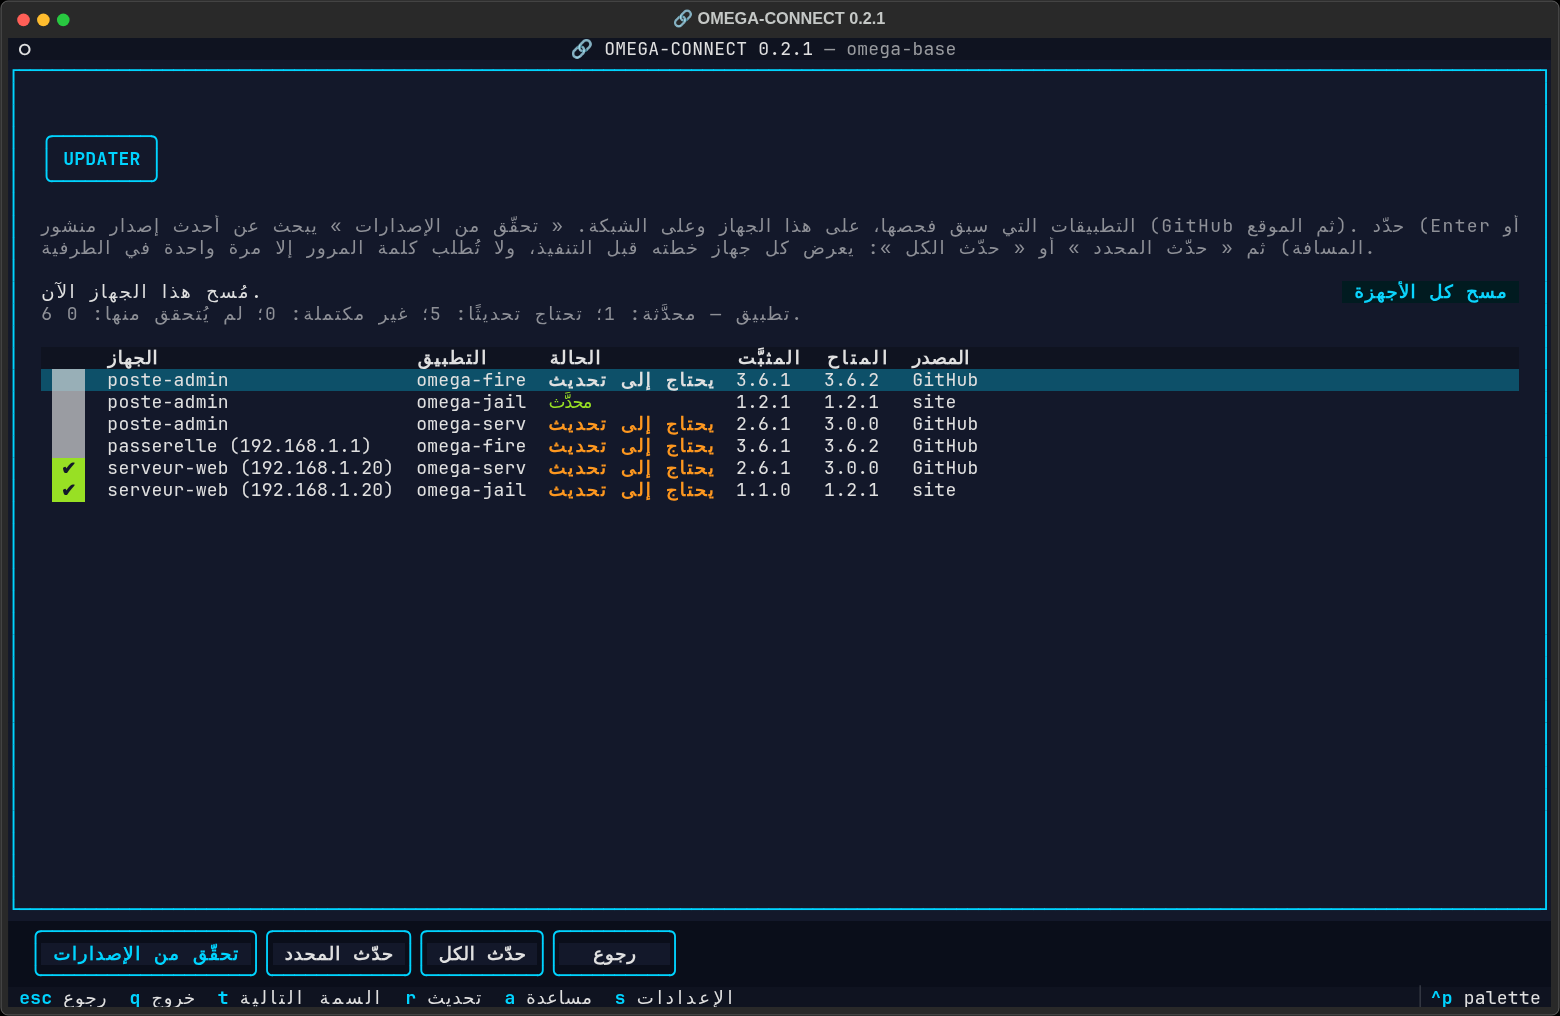 🔗 OMEGA-CONNECT 0.2.1
🔗 OMEGA-CONNECT 0.2.1 — omega-base
UPDATER
التطبيقات التي سبق فحصها، على هذا الجهاز وعلى الشبكة. « تحقّق من الإصدارات » يبحث عن أحدث إصدار منشور (GitHub ثم الموقع). حدّد (Enter أو
المسافة) ثم « حدّث المحدد » أو « حدّث الكل »: يعرض كل جهاز خطته قبل التنفيذ، ولا تُطلب كلمة المرور إلا مرة واحدة في الطرفية.
مُسح هذا الجهاز الآن.
مسح كل الأجهزة
6 تطبيق — محدَّثة: 1؛ تحتاج تحديثًا: 5؛ غير مكتملة: 0؛ لم يُتحقق منها: 0.
الجهاز التطبيق الحالة المثبَّت المتاح المصدر
poste-admin omega-fire يحتاج إلى تحديث 3.6.1 3.6.2 GitHub
poste-admin omega-jail محدَّث 1.2.1 1.2.1 site
poste-admin omega-serv يحتاج إلى تحديث 2.6.1 3.0.0 GitHub
passerelle (192.168.1.1) omega-fire يحتاج إلى تحديث 3.6.1 3.6.2 GitHub
✔ serveur-web (192.168.1.20) omega-serv يحتاج إلى تحديث 2.6.1 3.0.0 GitHub
✔ serveur-web (192.168.1.20) omega-jail يحتاج إلى تحديث 1.1.0 1.2.1 site
تحقّق من الإصدارات حدّث المحدد حدّث الكل رجوع
esc رجوع q خروج t السمة التالية r تحديث a مساعدة s الإعدادات ^p palette